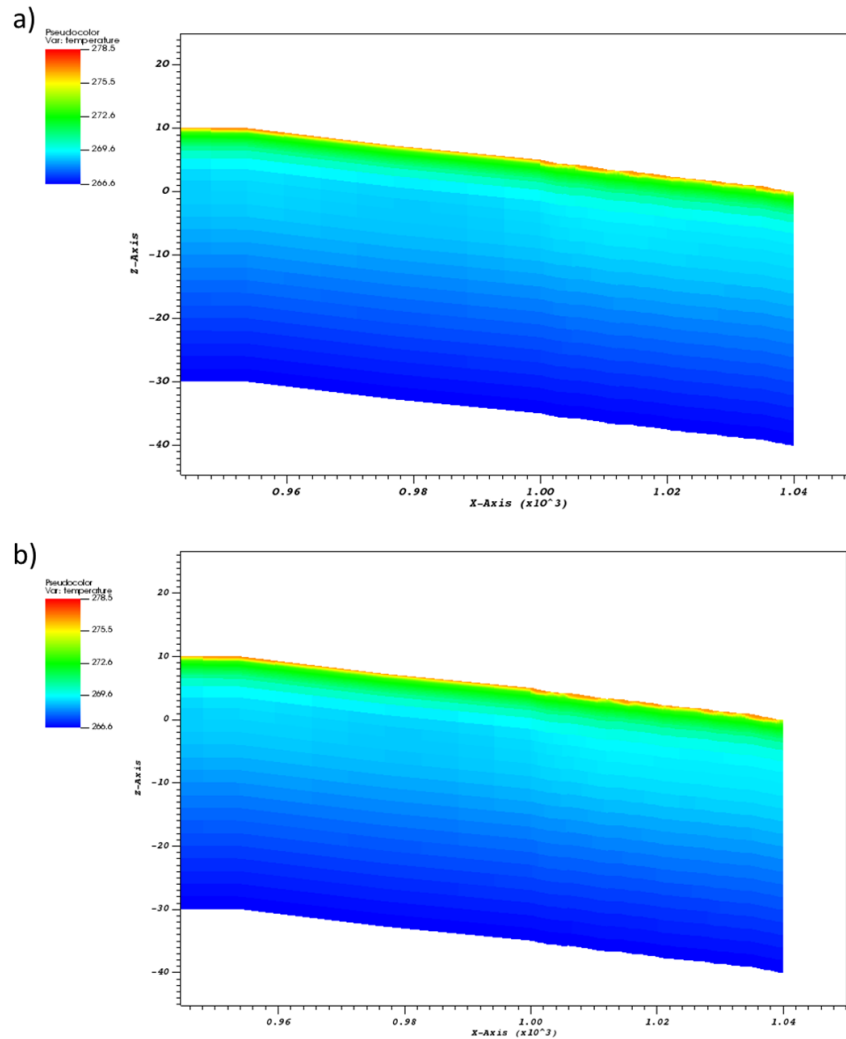 a)
Pseudocolor
Var: temperature
278.5
275.5
272.6
269.6
266.6
20
10
0
-10
-20
-30
-40
Z-Axis
0.96 0.98 1.00 1.02 1.04
X-Axis (x10^3)
b)
Pseudocolor
Var: temperature
278.5
275.5
272.6
269.6
266.6
20
10
0
-10
-20
-30
-40
Z-Axis
0.96 0.98 1.00 1.02 1.04
X-Axis (x10^3)